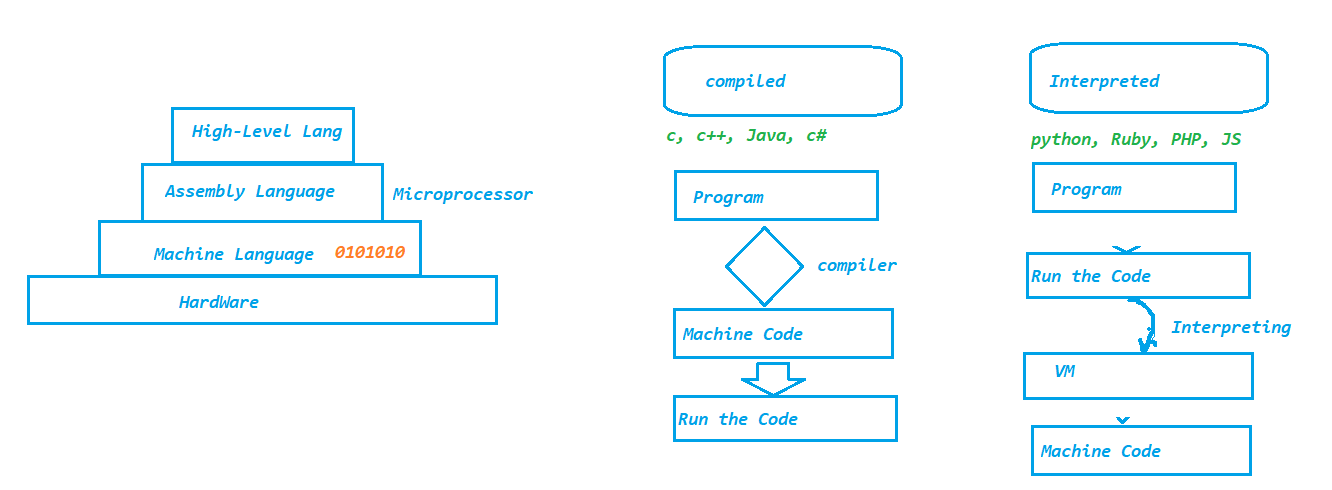 High-Level Lang
Assembly Language
Microprocessor
Machine Language 0101010
HardWare
compiled
c, c++, Java, c#
Program
compiler
Machine Code
Run the Code
Interpreted
python, Ruby, PHP, JS
Program
Run the Code
Interpreting
VM
Machine Code